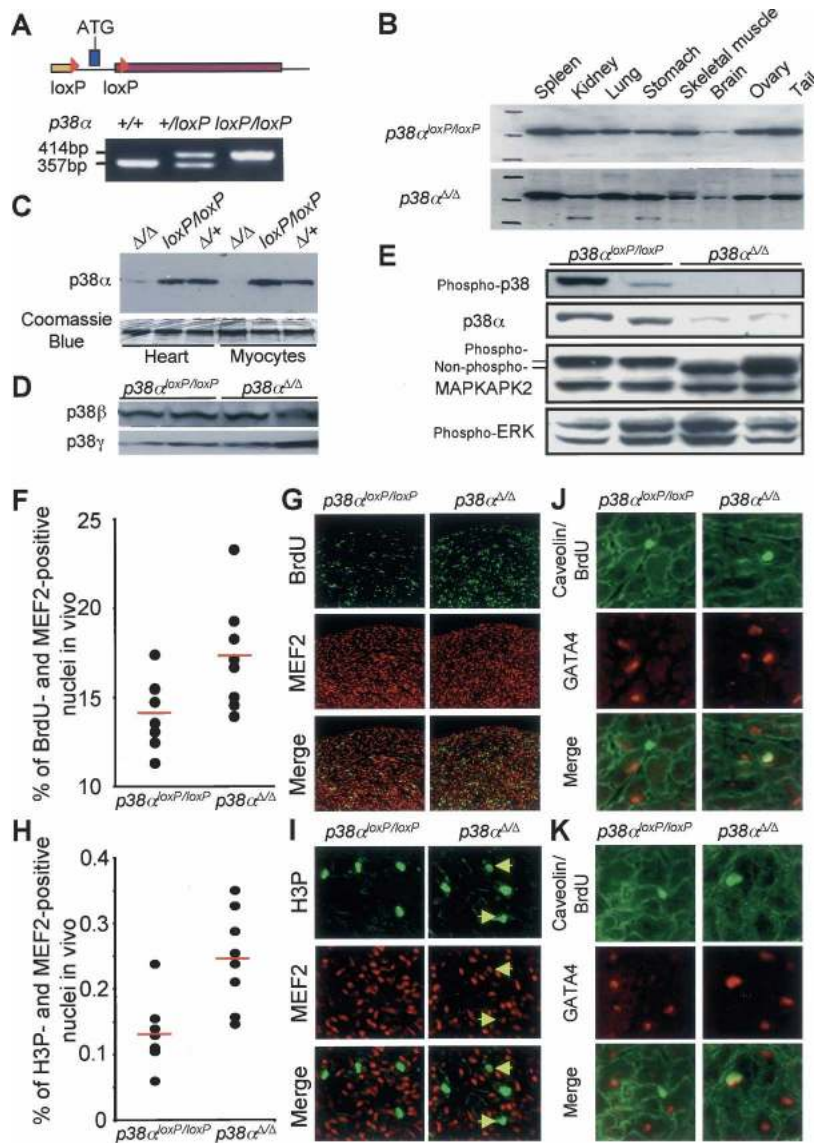 A
ATG
loxP loxP
p38α +/+ +/loxP loxP/loxP
414bp
357bp
B
Spleen Kidney Lung Stomach Skeletal muscle Brain Ovary Tail
p38α loxP/loxP
p38α Δ/Δ
C
Δ/Δ loxP/loxP Δ/+ Δ/Δ loxP/loxP Δ/+
p38α
Coomassie
Blue
Heart Myocytes
D
p38α loxP/loxP p38α Δ/Δ
p38β
p38γ
E
p38α loxP/loxP p38α Δ/Δ
Phospho-p38
p38α
Phospho-
Non-phospho-
MAPKAPK2
Phospho-ERK
F
% of BrdU- and MEF2-positive
nuclei in vivo
25
20
15
10
p38α loxP/loxP p38α Δ/Δ
G
p38α loxP/loxP p38α Δ/Δ
BrdU
MEF2
Merge
H
% of H3P- and MEF2-positive
nuclei in vivo
0.4
0.3
0.2
0.1
0
p38α loxP/loxP p38α Δ/Δ
I
p38α loxP/loxP p38α Δ/Δ
H3P
MEF2
Merge
J
p38α loxP/loxP p38α Δ/Δ
Caveolin/
BrdU
GATA4
Merge
K
p38α loxP/loxP p38α Δ/Δ
Caveolin/
BrdU
GATA4
Merge